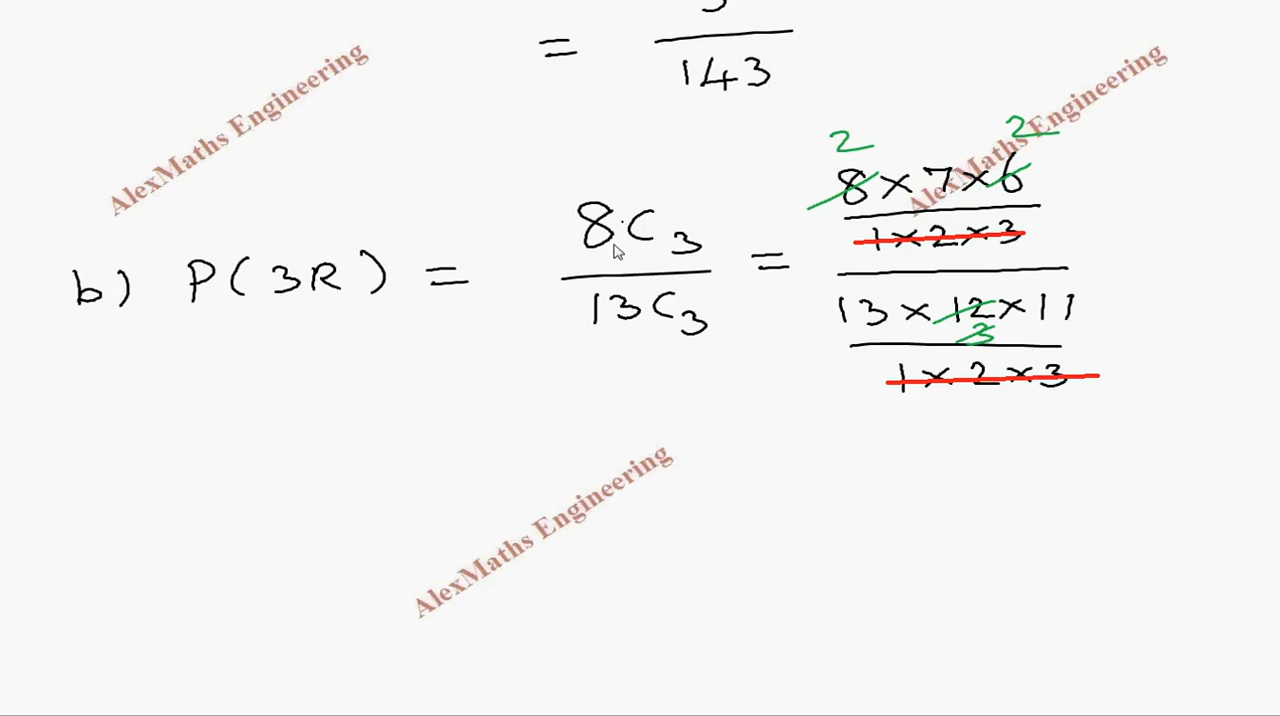 = 143
AlexMaths Engineering
AlexMaths Engineering
2 2
8 × 7 × 6
1 × 2 × 3
b) P(3R) = 8C3 / 13C3 =
13 × 12 × 11
3
1 × 2 × 3
AlexMaths Engineering